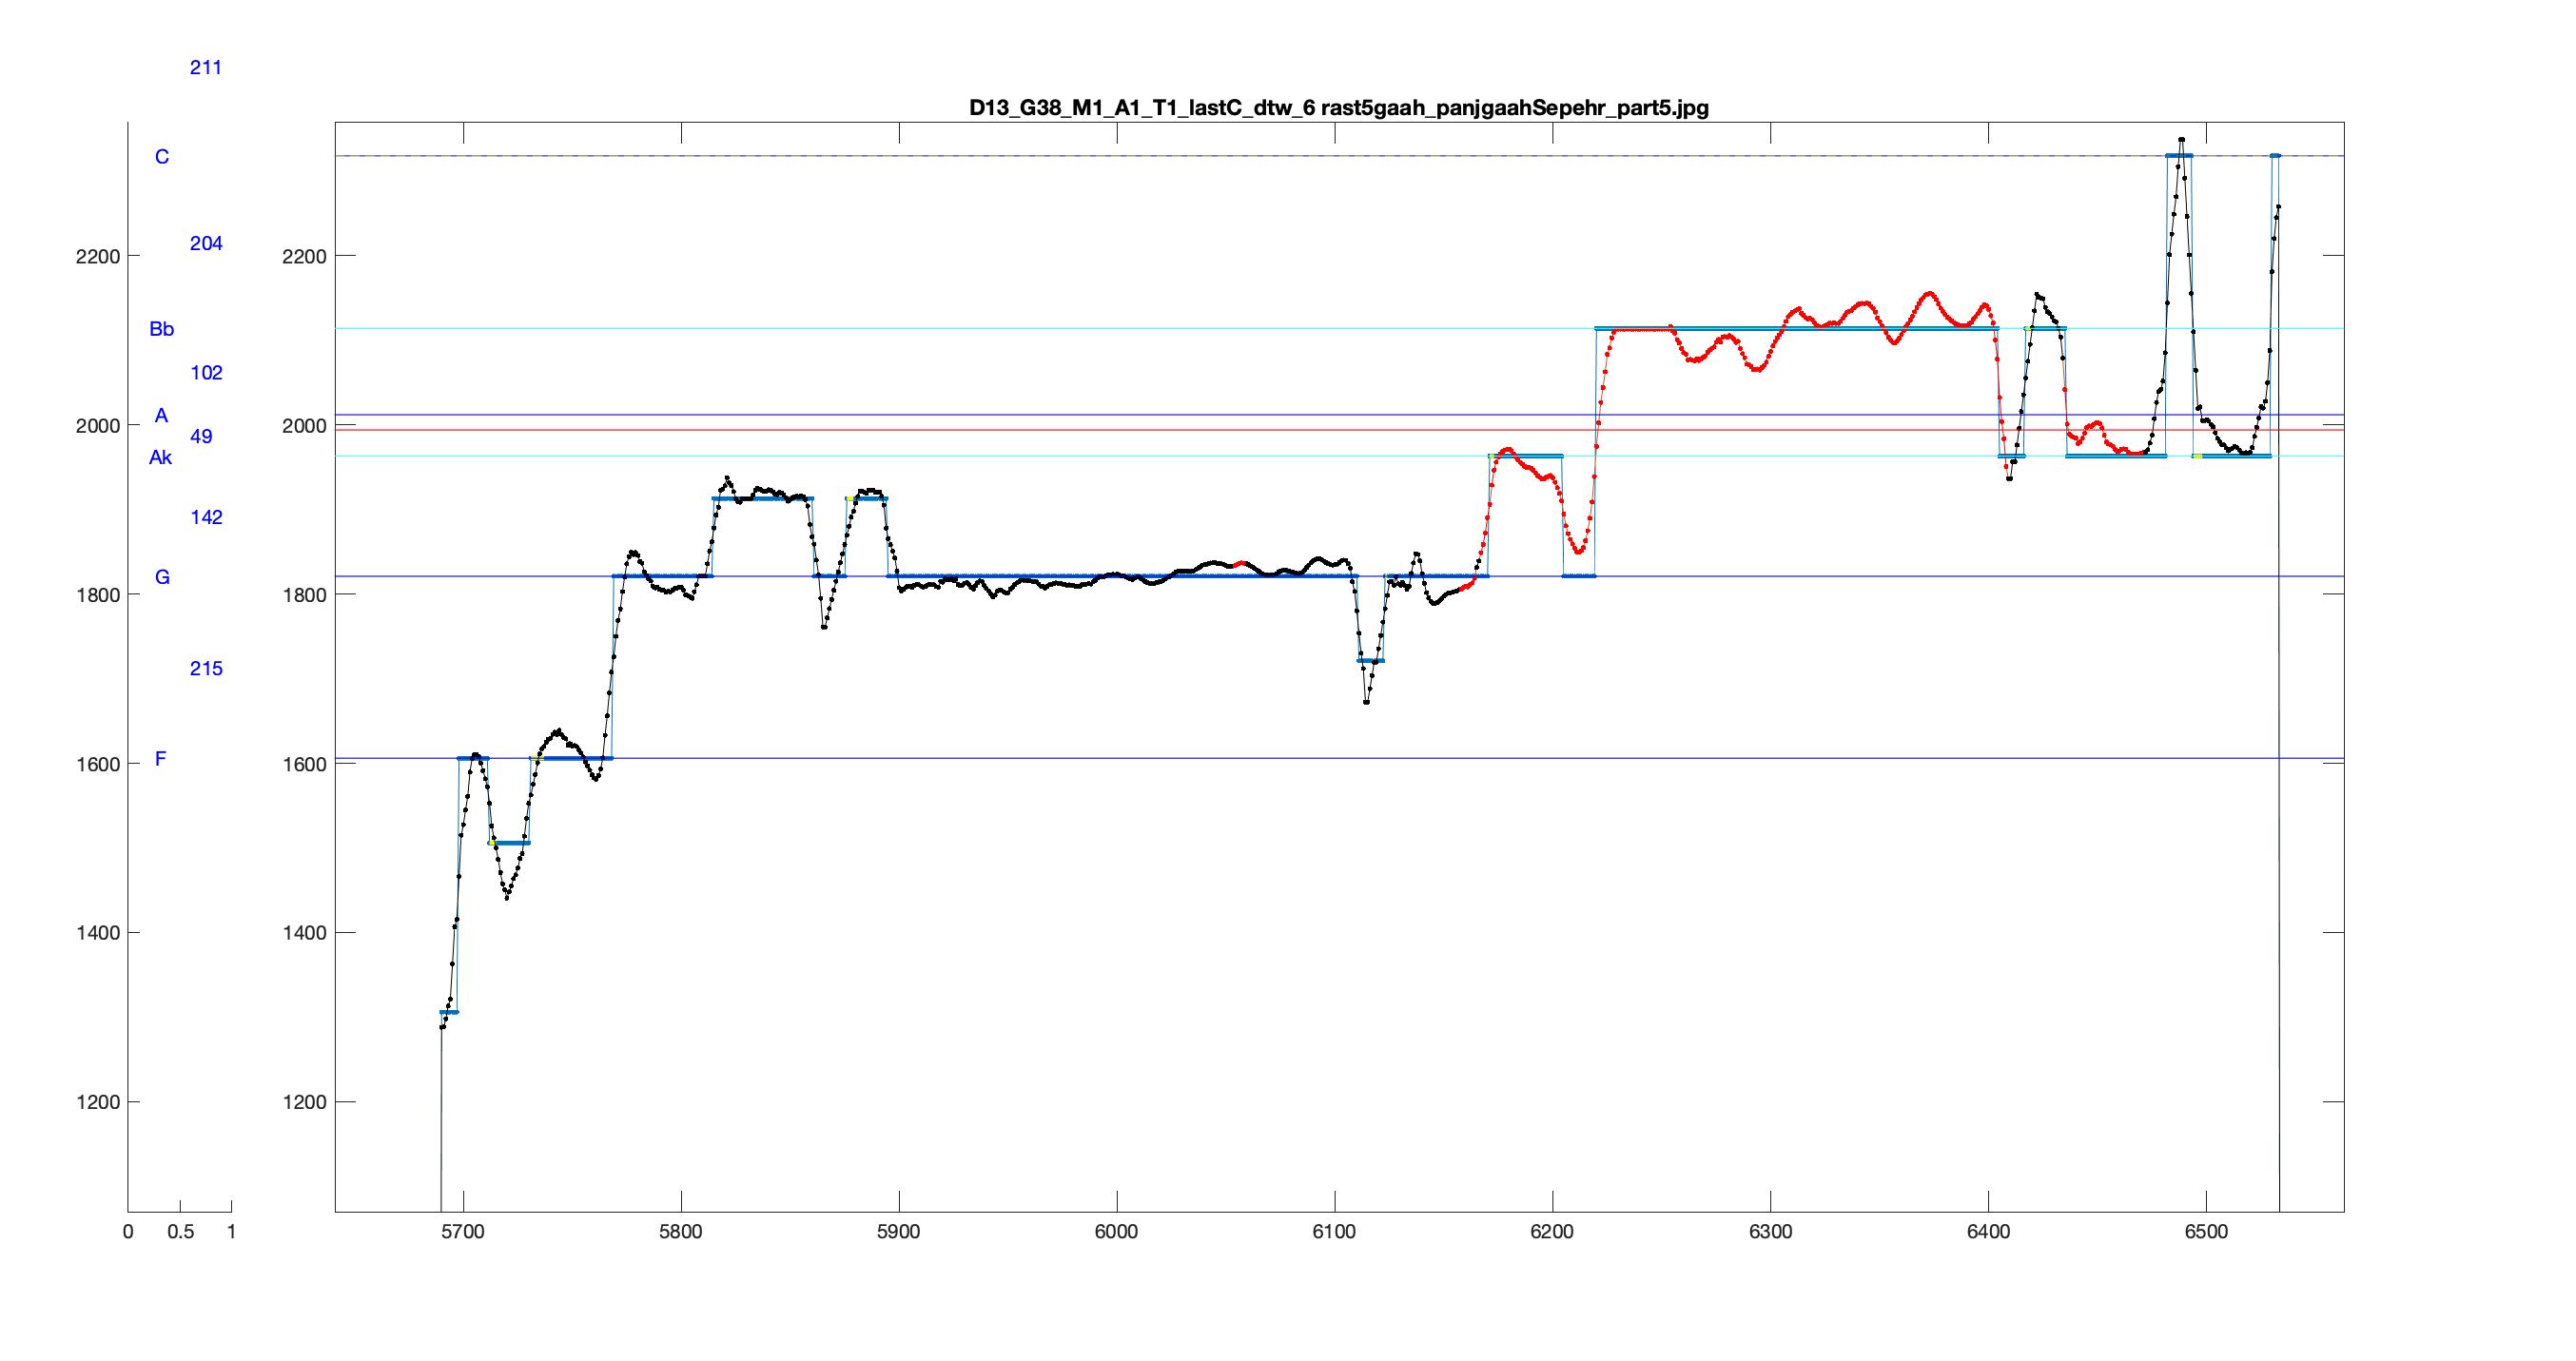 211
D13_G38_M1_A1_T1_lastC_dtw_6 rast5gaah_panjgaahSepehr_part5.jpg
C
204
2200 2200
Bb
102
A
2000 2000
49
Ak
142
G
1800 1800
215
F
1600 1600
1400 1400
1200 1200
0 0.5 1 5700 5800 5900 6000 6100 6200 6300 6400 6500